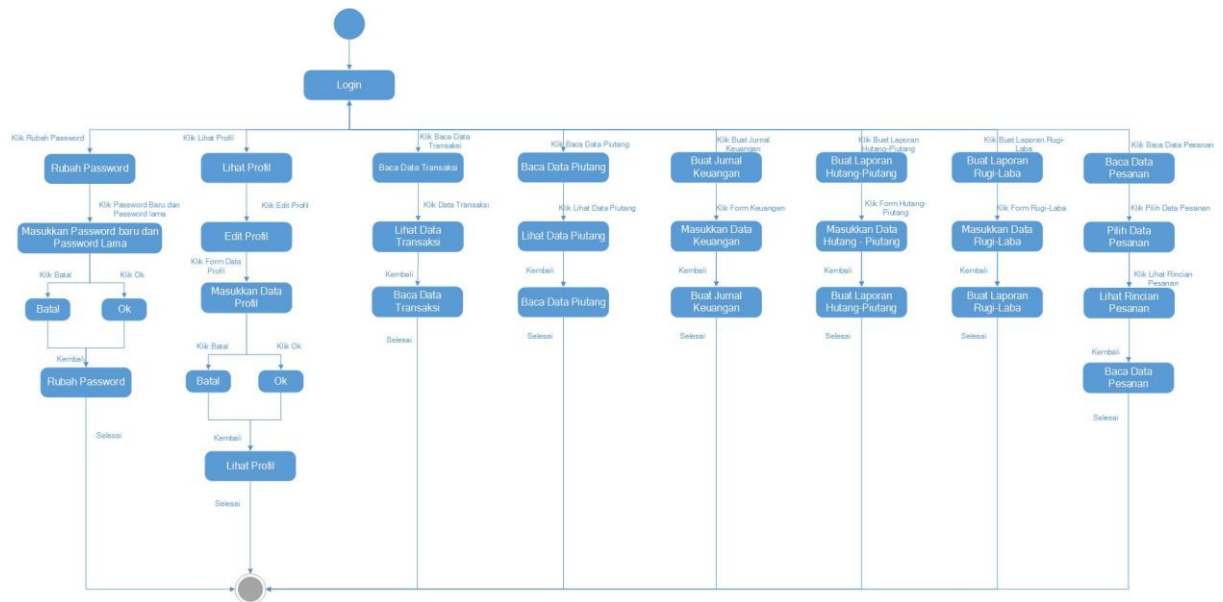 Login
Klik Rubah Password
Klik Lihat Profil
Klik Baca Data
Transaksi
Klik Baca Data Piutang
Klik Buat Jurnal
Keuangan
Klik Buat Laporan
Hutang-Piutang
Klik Buat Laporan Rugi-
Laba
Klik Baca Data Pesanan
Rubah Password
Lihat Profil
Baca Data Transaksi
Baca Data Piutang
Buat Jurnal
Keuangan
Buat Laporan
Hutang-Piutang
Buat Laporan
Rugi-Laba
Baca Data
Pesanan
Klik Password Baru dan
Password lama
Klik Edit Profil
Klik Data Transaksi
Klik Lihat Data Piutang
Klik Form Keuangan
Klik Form Hutang-
Piutang
Klik Form Rugi-Laba
Klik Pilih Data Pesanan
Masukkan Password baru dan
Password Lama
Edit Profil
Lihat Data
Transaksi
Lihat Data Piutang
Masukkan Data
Keuangan
Masukkan Data
Hutang - Piutang
Masukkan Data
Rugi-Laba
Pilih Data
Pesanan
Klik Batal
Klik Ok
Klik Form Data
Profil
Kembali
Kembali
Kembali
Kembali
Kembali
Klik Lihat Rincian
Pesanan
Batal
Ok
Masukkan Data
Profil
Baca Data
Transaksi
Baca Data Piutang
Buat Jurnal
Keuangan
Buat Laporan
Hutang-Piutang
Buat Laporan
Rugi-Laba
Lihat Rincian
Pesanan
Kembali
Klik Batal
Klik Ok
Selesai
Selesai
Selesai
Selesai
Selesai
Kembali
Rubah Password
Batal
Ok
Baca Data
Pesanan
Selesai
Kembali
Selesai
Lihat Profil
Selesai